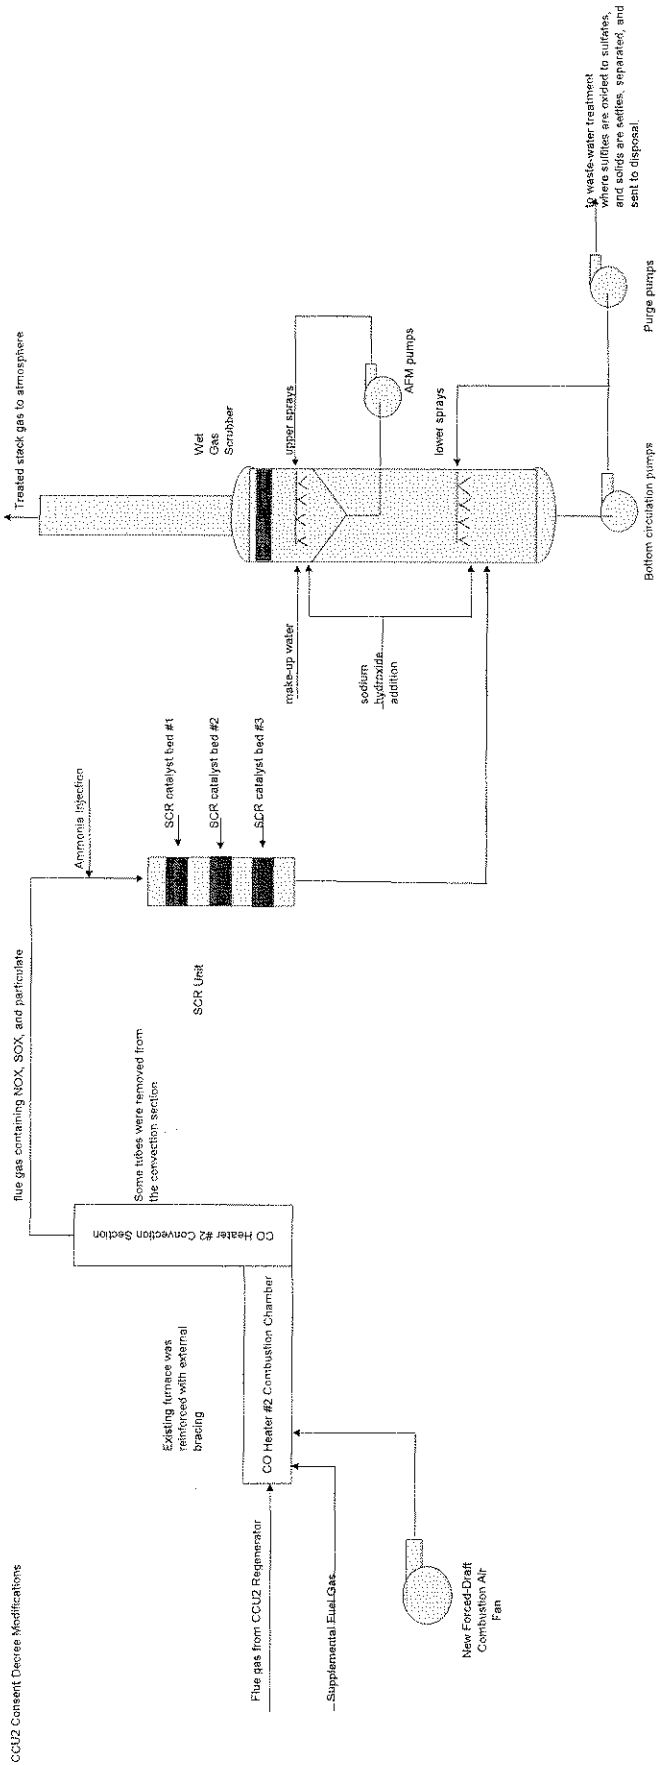 CCU2 Consent Decree Modifications
Flue gas from CCU2 Regenerator
Supplemental Fuel Gas
New Forced-Draft
Combustion Air
Fan
Existing furnace was
reinforced with external
bracing
CO Heater #2 Combustion Chamber
CO Heater #2 Convection Section
Some tubes were removed from
the convection section
flue gas containing NOX, SOX, and particulate
Ammonia Injection
SCR Unit
SCR catalyst bed #1
SCR catalyst bed #2
SCR catalyst bed #3
make-up water
sodium
hydroxide
addition
Treated stack gas to atmosphere
Wet
Gas
Scrubber
upper sprays
AFM pumps
lower sprays
Bottom circulation pumps
Purge pumps
to waste-water treatment
where sulfites are oxided to sulfates,
and solids are settles, separated, and
sent to disposal.